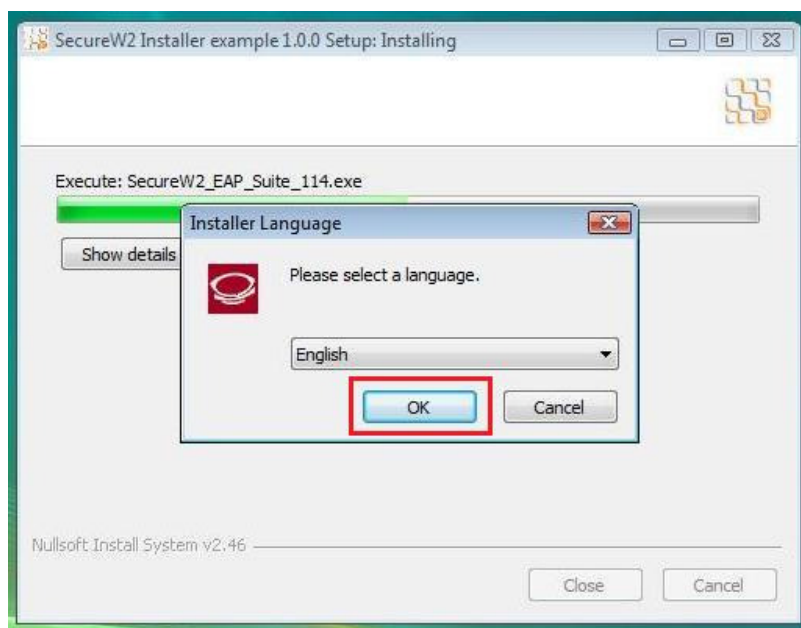 SecureW2 Installer example 1.0.0 Setup: Installing
Execute: SecureW2_EAP_Suite_114.exe
Show details
Installer Language
Please select a language.
English
OK
Cancel
Nullsoft Install System v2.46
Close
Cancel